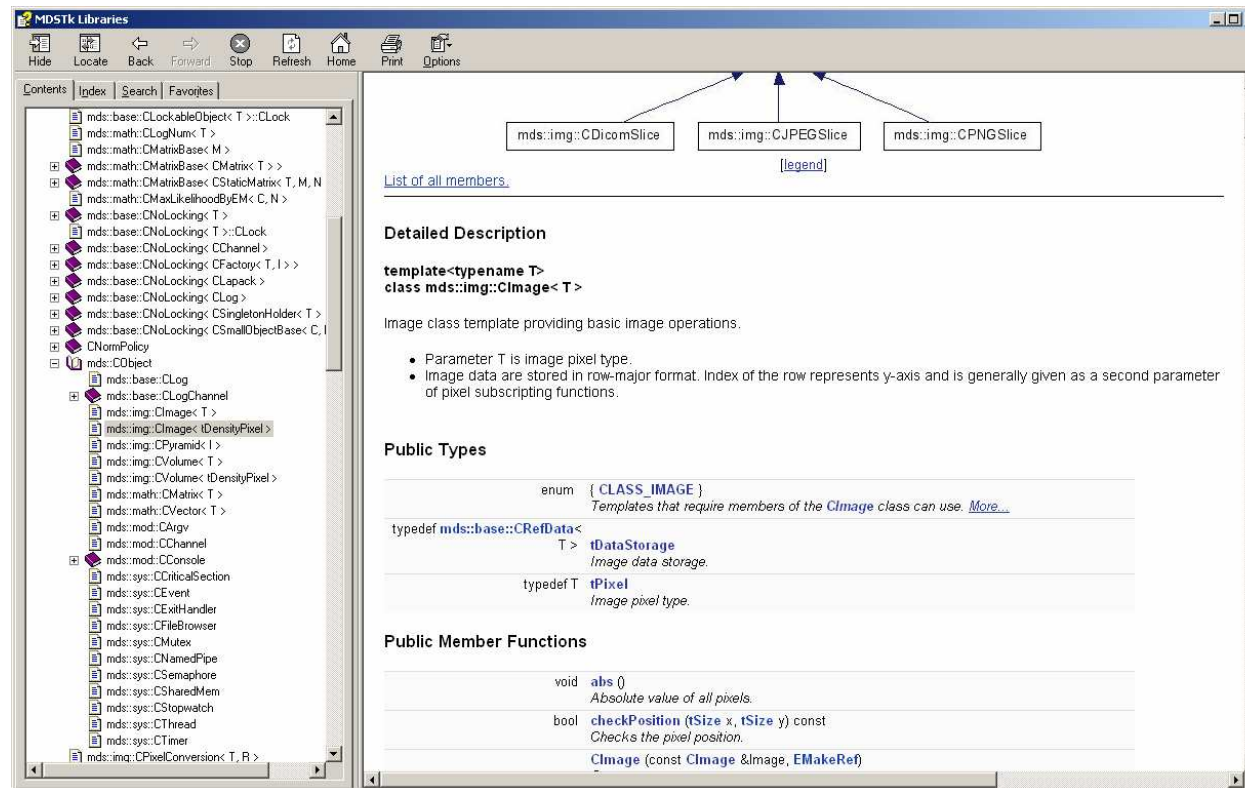 MDSTk Libraries
Hide Locate Back Forward Stop Refresh Home Print Options
Contents Index Search Favorites
mds::base::CLockableObject< T >::CLock
mds::math::CLogNum< T >
mds::math::CMatrixBase< M >
mds::math::CMatrixBase< CMatrix< T > >
mds::math::CMatrixBase< CStaticMatrix< T, M, N
mds::math::CMaxLikelihoodByEM< C, N >
mds::base::CNoLocking< T >
mds::base::CNoLocking< T >::CLock
mds::base::CNoLocking< CChannel >
mds::base::CNoLocking< CFactory< T, I > >
mds::base::CNoLocking< CLapack >
mds::base::CNoLocking< CLog >
mds::base::CNoLocking< CSingletonHolder< T >
mds::base::CNoLocking< CSmallObjectBase< C,
CNormPolicy
mds::CObject
mds::base::CLog
mds::base::CLogChannel
mds::img::CImage< T >
mds::img::CImage< tDensityPixel >
mds::img::CPyramid< I >
mds::img::CVolume< T >
mds::img::CVolume< tDensityPixel >
mds::math::CMatrix< T >
mds::math::CVector< T >
mds::mod::CArgv
mds::mod::CChannel
mds::mod::CConsole
mds::sys::CCriticalSection
mds::sys::CEvent
mds::sys::CExitHandler
mds::sys::CFileBrowser
mds::sys::CMutex
mds::sys::CNamedPipe
mds::sys::CSemaphore
mds::sys::CSharedMem
mds::sys::CStopwatch
mds::sys::CThread
mds::sys::CTimer
mds::img::CPixelConversion< T, R >
mds::img::CDicomSlice mds::img::CJPEGSlice mds::img::CPNGSlice
[legend]
List of all members.
Detailed Description
template<typename T>
class mds::img::CImage< T >
Image class template providing basic image operations.
• Parameter T is image pixel type.
• Image data are stored in row-major format. Index of the row represents y-axis and is generally given as a second parameter
of pixel subscripting functions.
Public Types
enum { CLASS_IMAGE }
Templates that require members of the CImage class can use. More...
typedef mds::base::CRefData<
T > tDataStorage
Image data storage.
typedef T tPixel
Image pixel type.
Public Member Functions
void abs ()
Absolute value of all pixels.
bool checkPosition (tSize x, tSize y) const
Checks the pixel position.
CImage (const CImage &Image, EMakeRef)